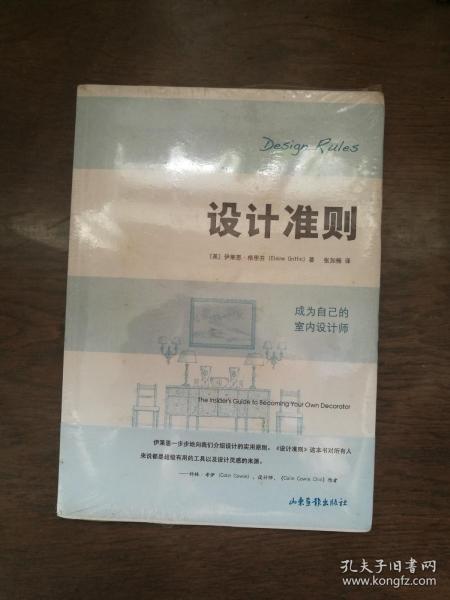 Design Rules
设计准则
[英] 伊莱恩·格里芬 (Elaine Griffin) 著 张加楠 译
成为自己的
室内设计师
The Insider's Guide to Becoming Your Own Decorator
伊莱恩一步步地向我们介绍设计的实用原则。《设计准则》这本书对所有人
来说都是超级有用的工具以及设计灵感的来源。
——科林·考伊 (Colin Cowie)，设计师，《Colin Cowie Chic》作者
山东画报出版社
孔夫子旧书网
www.kongfz.com